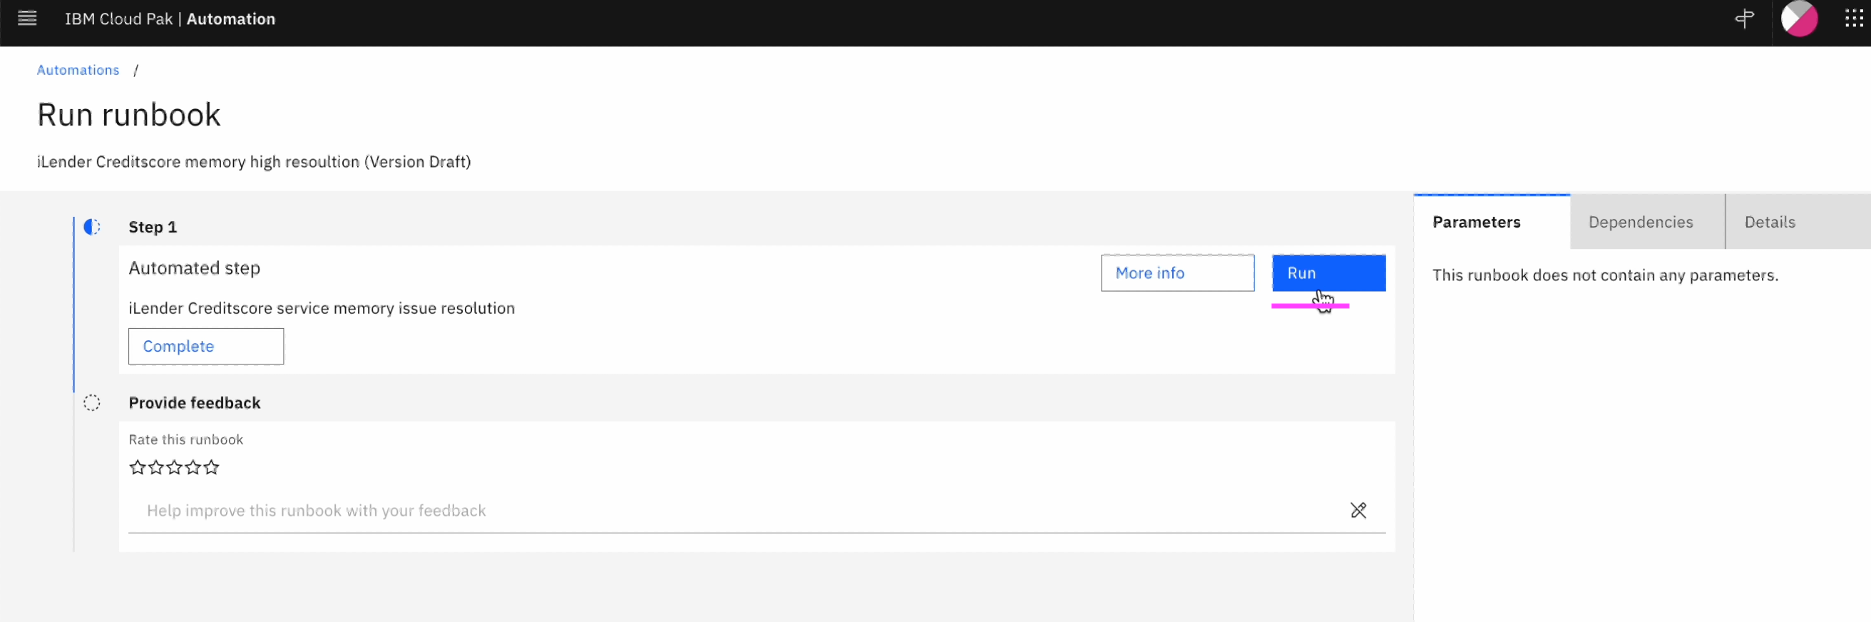 IBM Cloud Pak | Automation
Automations /
Run runbook
iLender Creditscore memory high resoultion (Version Draft)
Step 1
Automated step
More info
Run
iLender Creditscore service memory issue resolution
Complete
Provide feedback
Rate this runbook
Help improve this runbook with your feedback
Parameters
Dependencies
Details
This runbook does not contain any parameters.